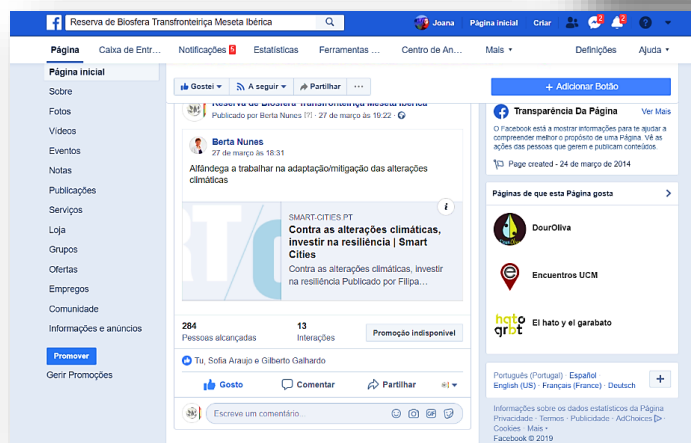 Reserva de Biosfera Transfronteiriça Meseta Ibérica
Joana
Página inicial
Criar
2
2
Página
Caixa de Entr...
Notificações 5
Estatísticas
Ferramentas ...
Centro de An...
Mais
Definições
Ajuda
Página inicial
Sobre
Fotos
Vídeos
Eventos
Notas
Publicações
Serviços
Loja
Grupos
Ofertas
Empregos
Comunidade
Informações e anúncios
Promover
Gerir Promoções
Gostei
A seguir
Partilhar
...
Reserva de Biosfera Transfronteiriça Meseta Ibérica
Publicado por Berta Nunes [?] · 27 de março às 19:22 ·
Berta Nunes
27 de março às 18:31
Alfândega a trabalhar na adaptação/mitigação das alterações
climáticas
SMART-CITIES.PT
Contra as alterações climáticas,
investir na resiliência | Smart
Cities
Contra as alterações climáticas, investir
na resiliência Publicado por Filipa...
284
Pessoas alcançadas
13
Interações
Promoção indisponível
Tu, Sofia Araujo e Gilberto Galhardo
Gosto
Comentar
Partilhar
Escreve um comentário...
GIF
+ Adicionar Botão
Transparência Da Página
Ver Mais
O Facebook está a mostrar informações para te ajudar a
compreender melhor o propósito de uma Página. Vê as
ações das pessoas que gerem e publicam conteúdos.
Page created - 24 de março de 2014
Páginas de que esta Página gosta
DourOliva
Encuentros UCM
hato
grbt
El hato y el garabato
Português (Portugal) · Español ·
English (US) · Français (France) · Deutsch
+
Informações sobre os dados estatísticos da Página
Privacidade · Termos · Publicidade · AdChoices
Cookies · Mais
Facebook © 2019